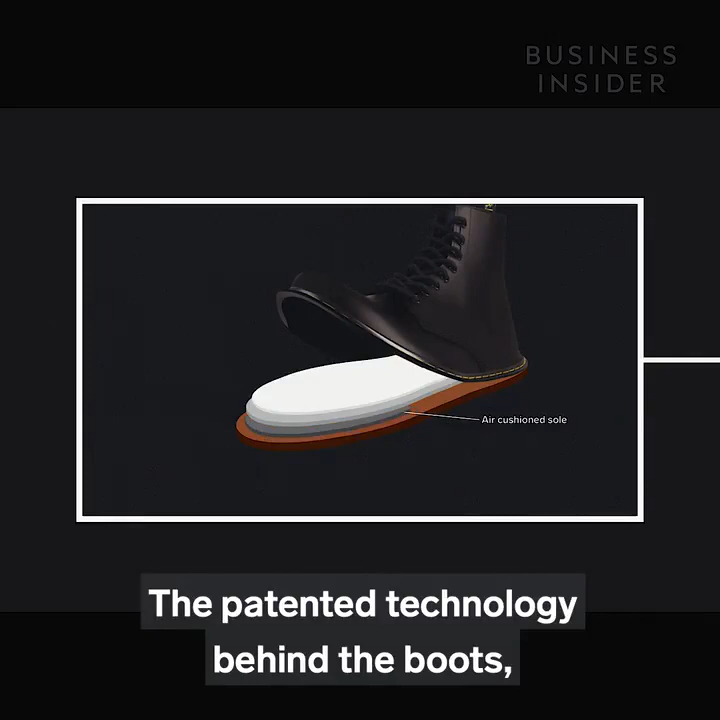 BUSINESS
INSIDER
Air cushioned sole
The patented technology
behind the boots,